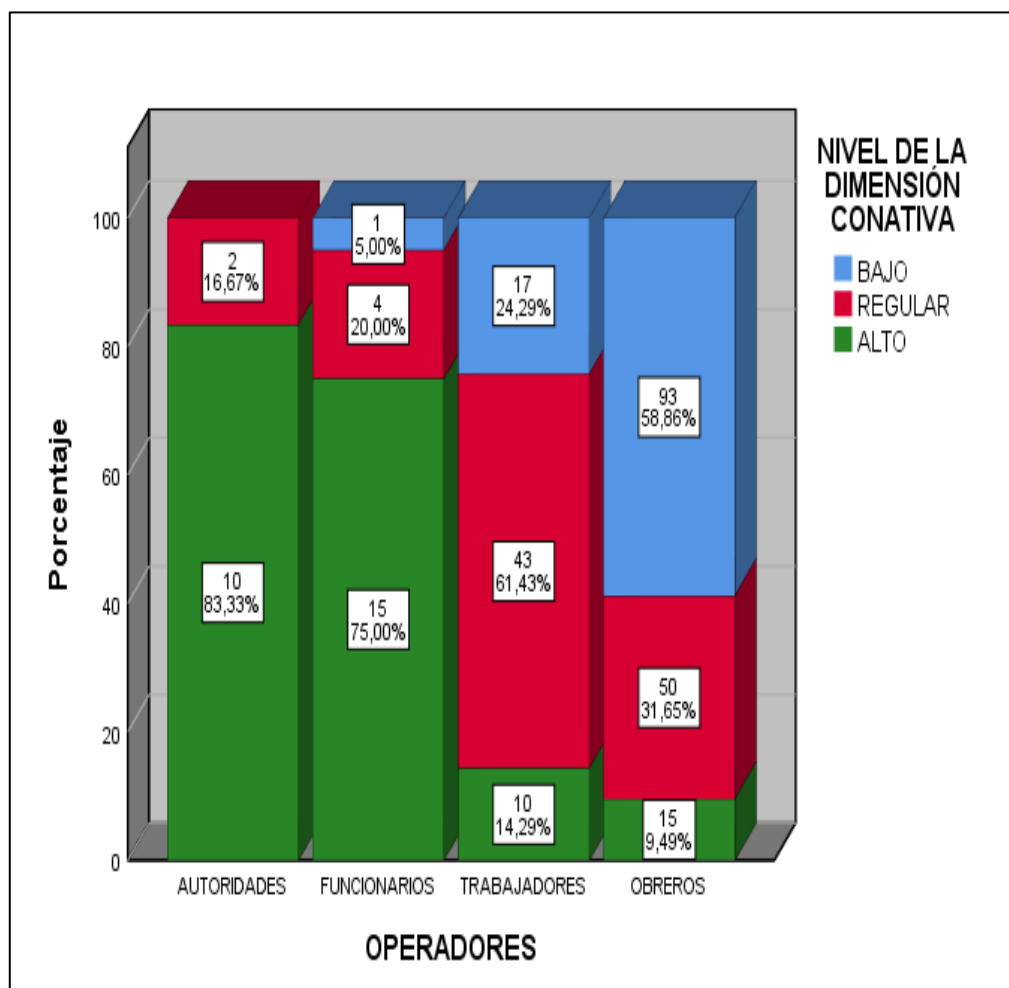 NIVEL DE LA
DIMENSIÓN
CONATIVA
BAJO
REGULAR
ALTO
Porcentaje
100
80
60
40
20
0
2
16,67%
10
83,33%
1
5,00%
4
20,00%
15
75,00%
17
24,29%
43
61,43%
10
14,29%
93
58,86%
50
31,65%
15
9,49%
AUTORIDADES
FUNCIONARIOS
TRABAJADORES
OBREROS
OPERADORES